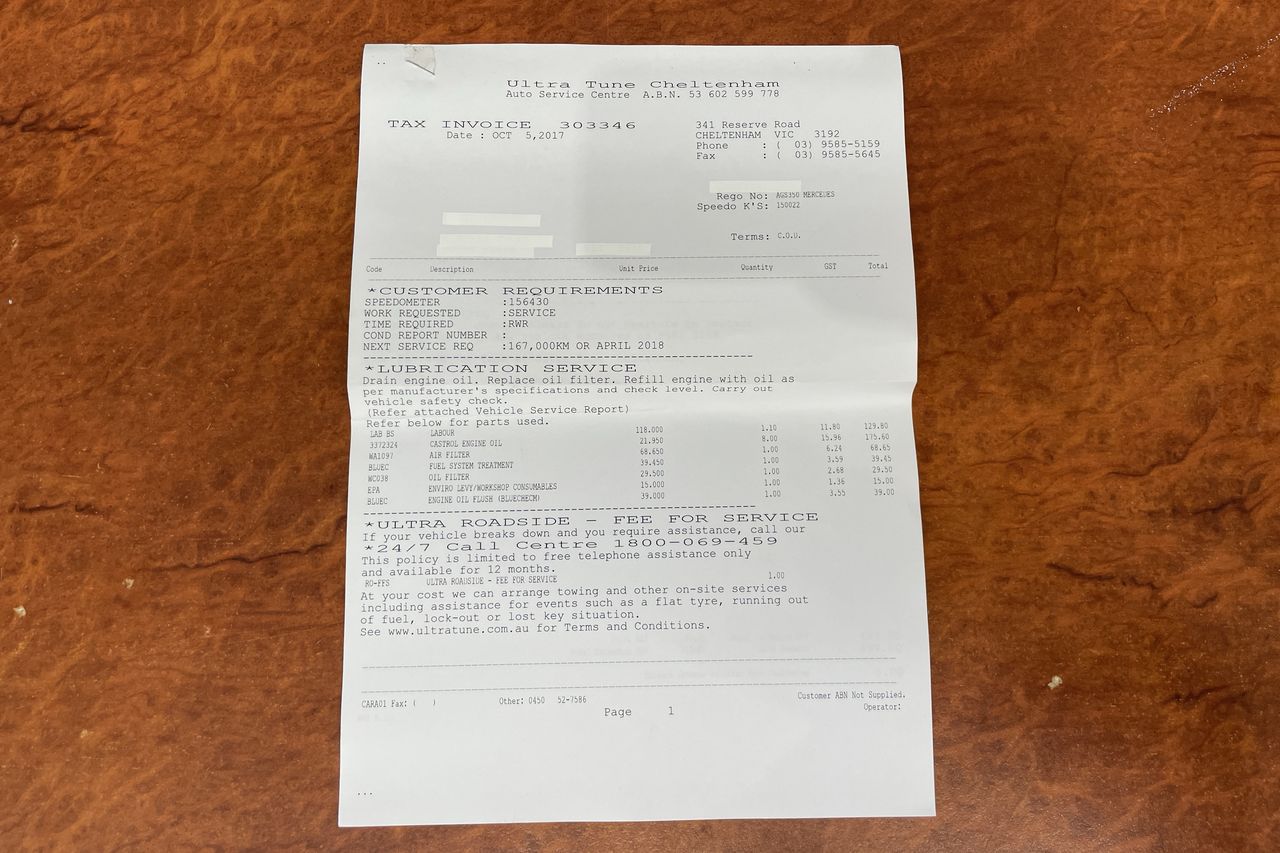 Ultra Tune Cheltenham
Auto Service Centre A.B.N. 53 602 599 778
TAX INVOICE 303346
Date : OCT 5,2017
341 Reserve Road
CHELTENHAM VIC 3192
Phone : ( 03) 9585-5159
Fax : ( 03) 9585-5645
Rego No: AGS350 MERCEDES
Speedo K'S: 150022
Terms: C.O.D.
Code Description Unit Price Quantity GST Total
*CUSTOMER REQUIREMENTS
SPEEDOMETER :156430
WORK REQUESTED :SERVICE
TIME REQUIRED :RWR
COND REPORT NUMBER :
NEXT SERVICE REQ :167,000KM OR APRIL 2018
*LUBRICATION SERVICE
Drain engine oil. Replace oil filter. Refill engine with oil as
per manufacturer's specifications and check level. Carry out
vehicle safety check.
(Refer attached Vehicle Service Report)
Refer below for parts used.
LAB BS LABOUR 118.000 1.10 11.80 129.80
3372324 CASTROL ENGINE OIL 21.950 8.00 15.96 175.60
WA1097 AIR FILTER 68.650 1.00 6.24 68.65
BLUEC FUEL SYSTEM TREATMENT 39.450 1.00 3.59 39.45
WC038 OIL FILTER 29.500 1.00 2.68 29.50
EPA ENVIRO LEVY/WORKSHOP CONSUMABLES 15.000 1.00 1.36 15.00
BLUEC ENGINE OIL FLUSH (BLUECHECM) 39.000 1.00 3.55 39.00
*ULTRA ROADSIDE - FEE FOR SERVICE
If your vehicle breaks down and you require assistance, call our
*24/7 Call Centre 1800-069-459
This policy is limited to free telephone assistance only
and available for 12 months.
RO-FFS ULTRA ROADSIDE - FEE FOR SERVICE 1.00
At your cost we can arrange towing and other on-site services
including assistance for events such as a flat tyre, running out
of fuel, lock-out or lost key situation.
See www.ultratune.com.au for Terms and Conditions.
CARA01 Fax: ( ) Other: 0450 52-7586 Customer ABN Not Supplied.
Operator:
Page 1